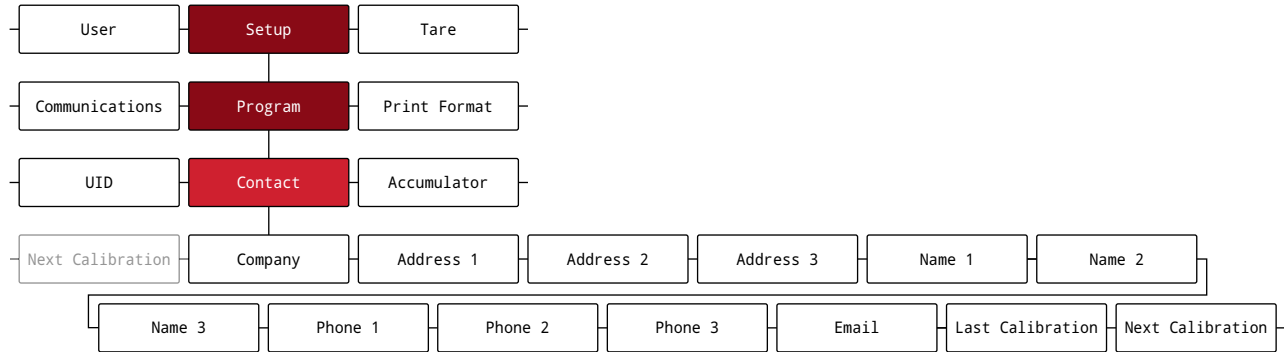 User Setup Tare
Communications Program Print Format
UID Contact Accumulator
Next Calibration Company Address 1 Address 2 Address 3 Name 1 Name 2
Name 3 Phone 1 Phone 2 Phone 3 Email Last Calibration Next Calibration